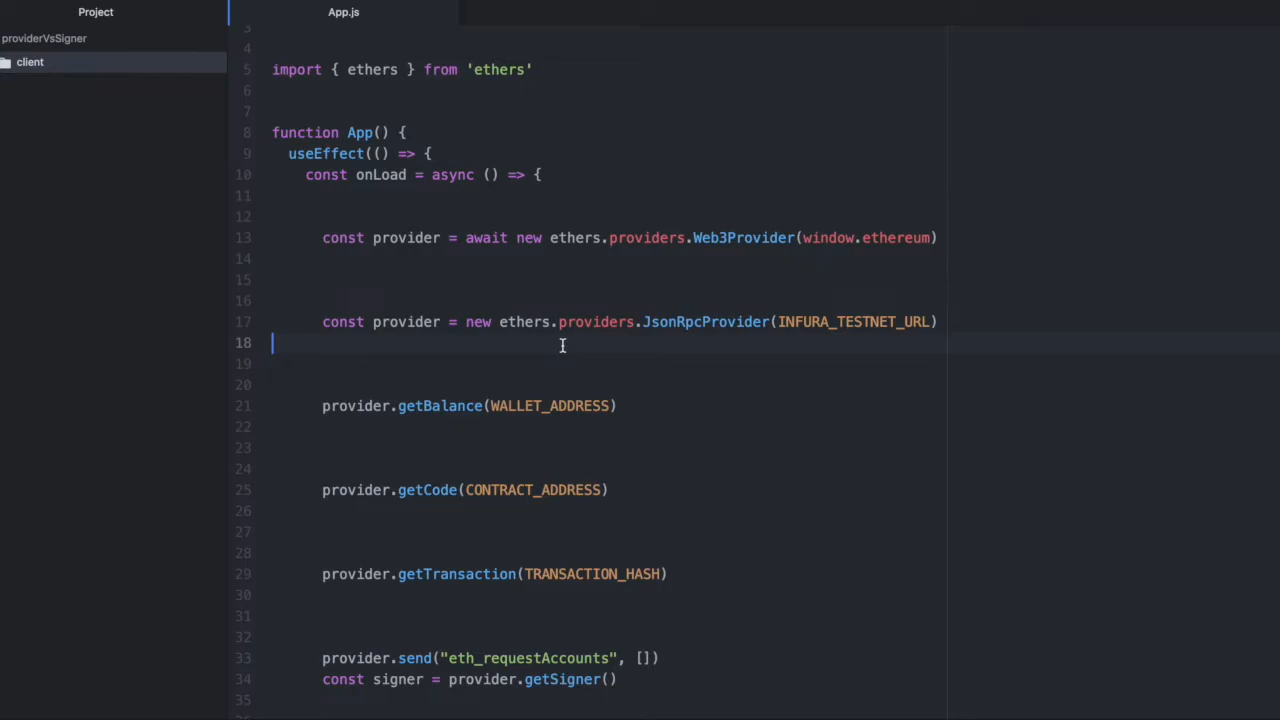 Project
App.js
providerVsSigner
client
3
4
5 import { ethers } from 'ethers'
6
7
8 function App() {
9 useEffect(() => {
10 const onLoad = async () => {
11
12
13 const provider = await new ethers.providers.Web3Provider(window.ethereum)
14
15
16
17 const provider = new ethers.providers.JsonRpcProvider(INFURA_TESTNET_URL)
18
19
20
21 provider.getBalance(WALLET_ADDRESS)
22
23
24
25 provider.getCode(CONTRACT_ADDRESS)
26
27
28
29 provider.getTransaction(TRANSACTION_HASH)
30
31
32
33 provider.send("eth_requestAccounts", [])
34 const signer = provider.getSigner()
35